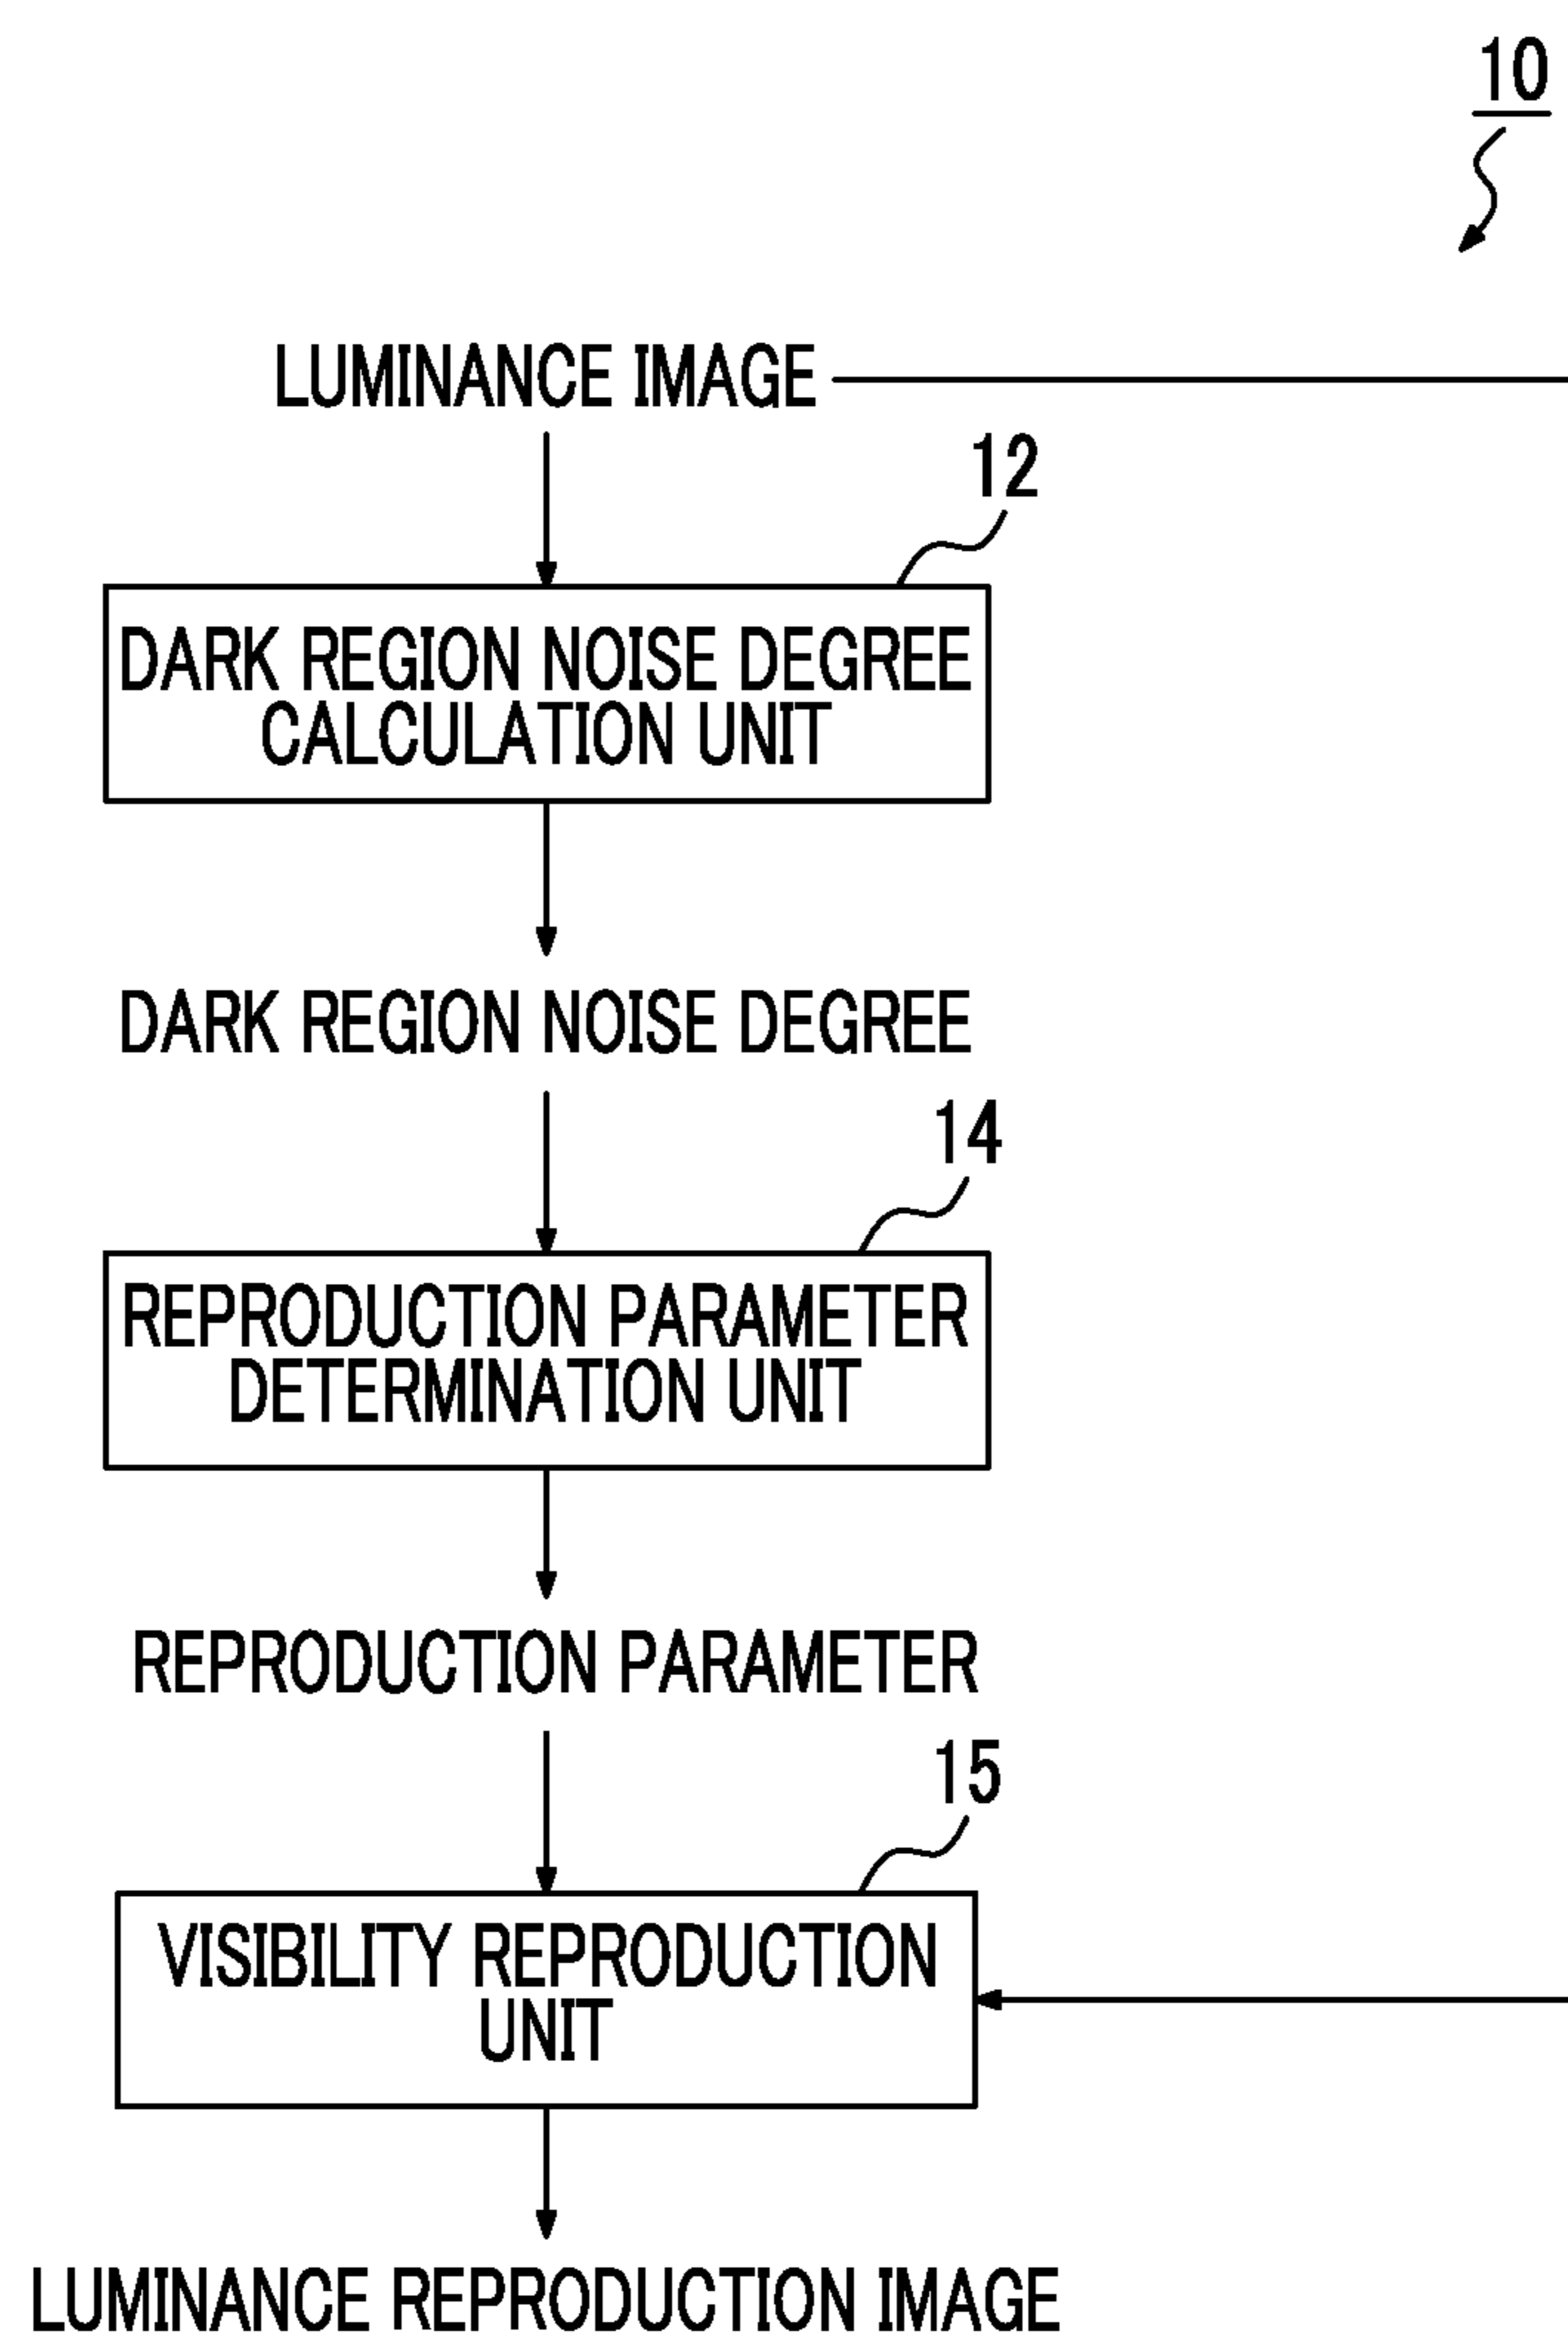 10
LUMINANCE IMAGE
12
DARK REGION NOISE DEGREE
CALCULATION UNIT
DARK REGION NOISE DEGREE
14
REPRODUCTION PARAMETER
DETERMINATION UNIT
REPRODUCTION PARAMETER
15
VISIBILITY REPRODUCTION
UNIT
LUMINANCE REPRODUCTION IMAGE